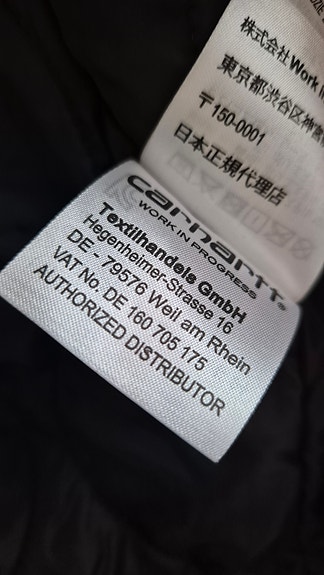 株式会社Work I
東京都渋谷区神宮
〒150-0001
日本正規代理店
carhartt®
WORK IN PROGRESS
Textilhandels GmbH
Hegenheimer-Strasse 16
DE - 79576 Weil am Rhein
VAT No. DE 160 705 175
AUTHORIZED DISTRIBUTOR